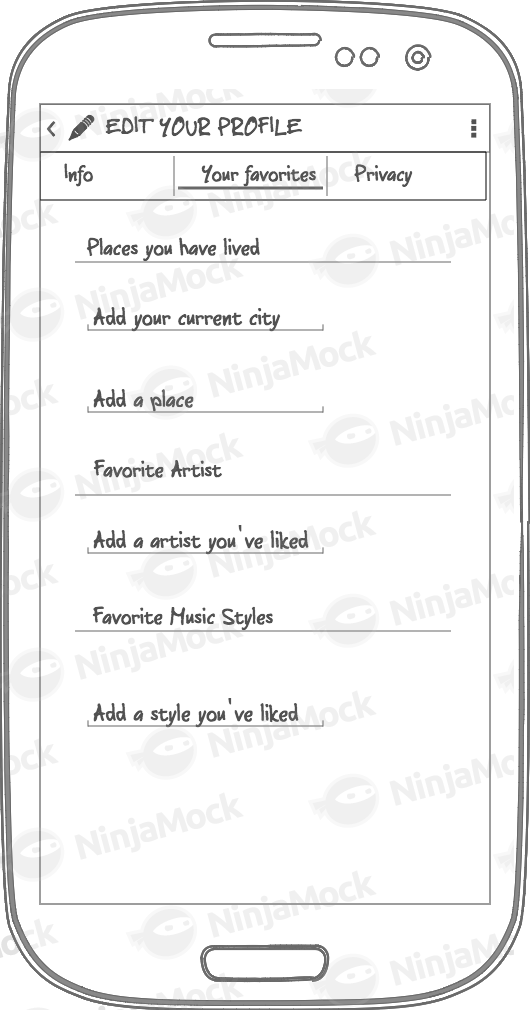 EDIT YOUR PROFILE
Info
Your favorites
Privacy
Places you have lived
Add your current city
Add a place
Favorite Artist
Add a artist you've liked
Favorite Music Styles
Add a style you've liked
NinjaMock